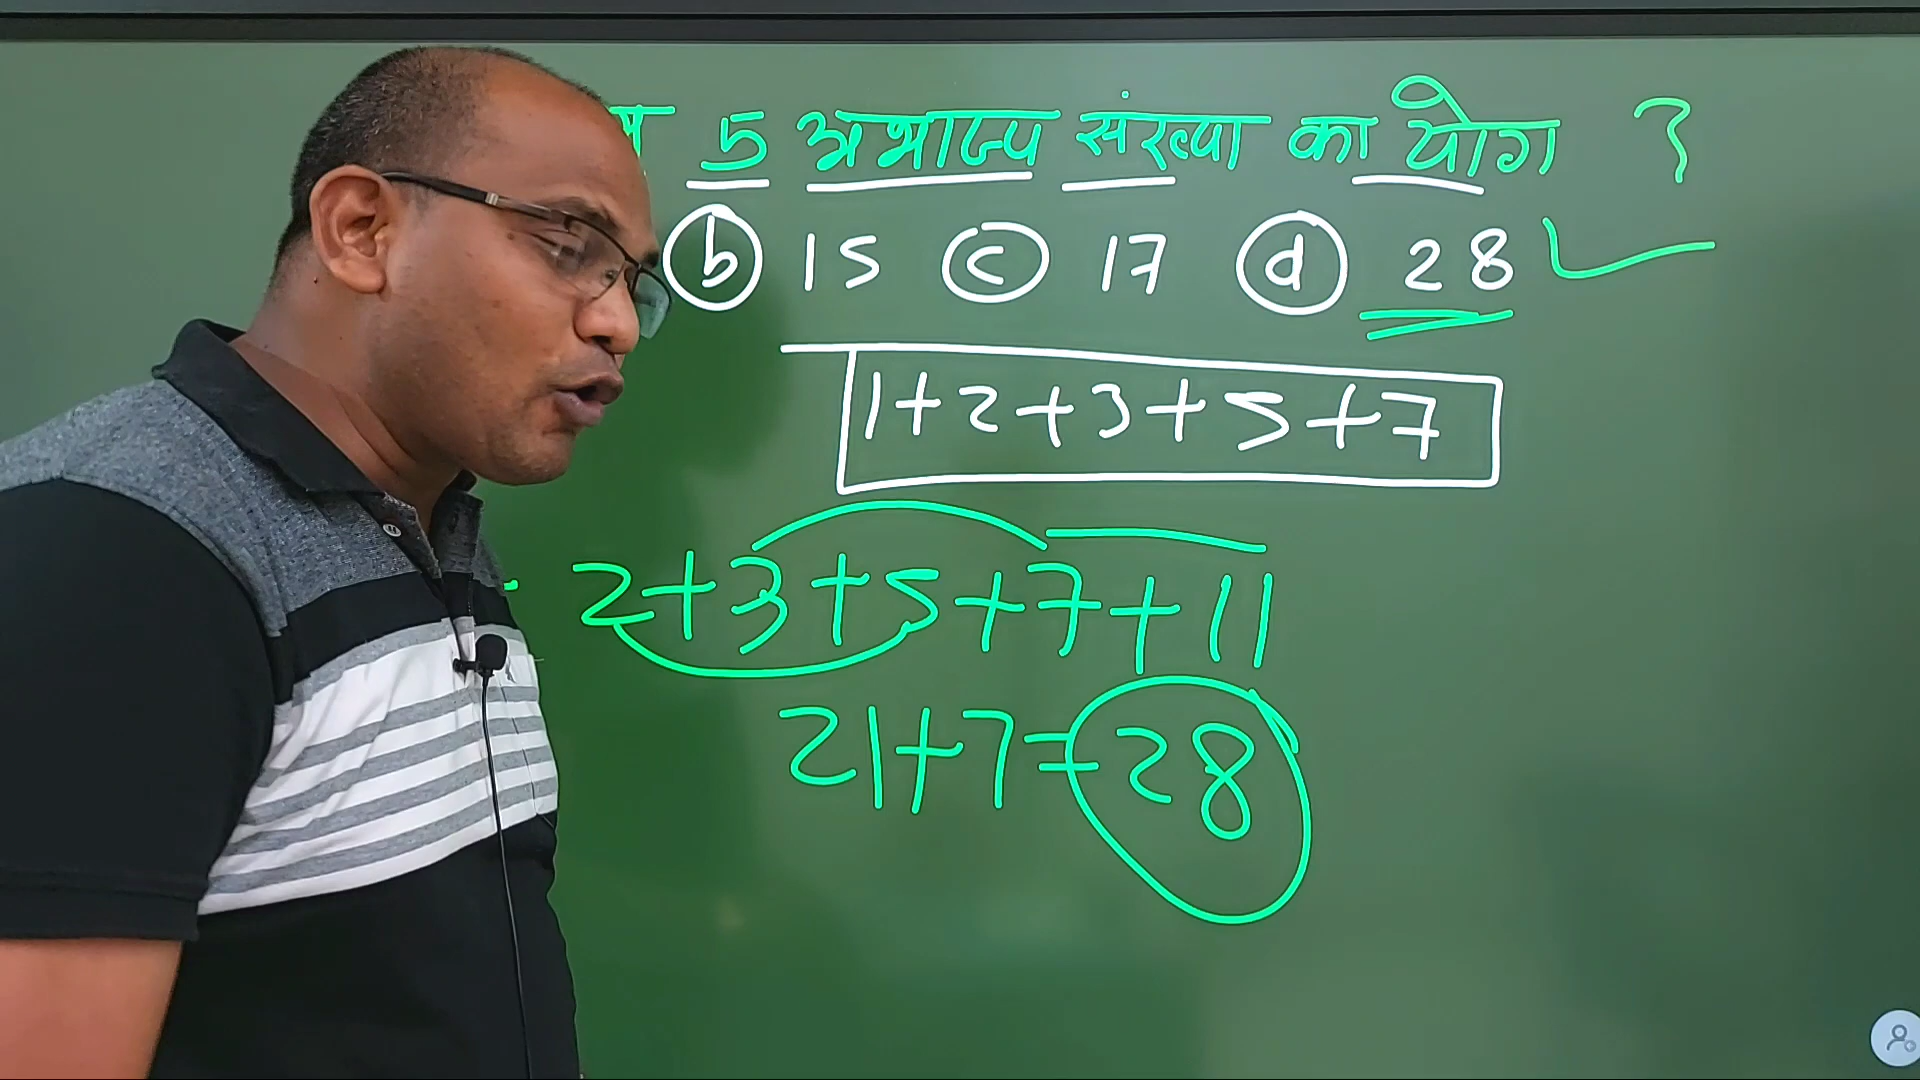 5 अभाज्य संख्या का योग ?
b 15 c 17 d 28
1+2+3+5+7
2+3+5+7+11
21+7=28